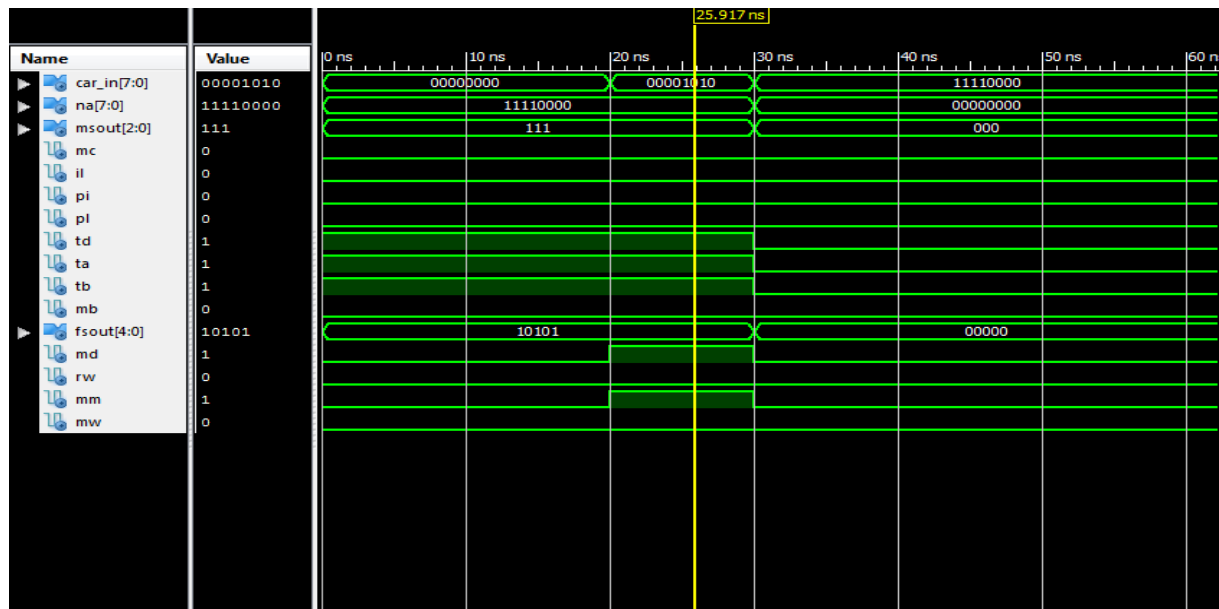 25.917 ns
Name Value 0 ns 10 ns 20 ns 30 ns 40 ns 50 ns 60 n
car_in[7:0] 00001010 00000000 00001010 11110000
na[7:0] 11110000 11110000 00000000
msout[2:0] 111 111 000
mc 0
il 0
pi 0
pl 0
td 1
ta 1
tb 1
mb 0
fsout[4:0] 10101 10101 00000
md 1
rw 0
mm 1
mw 0